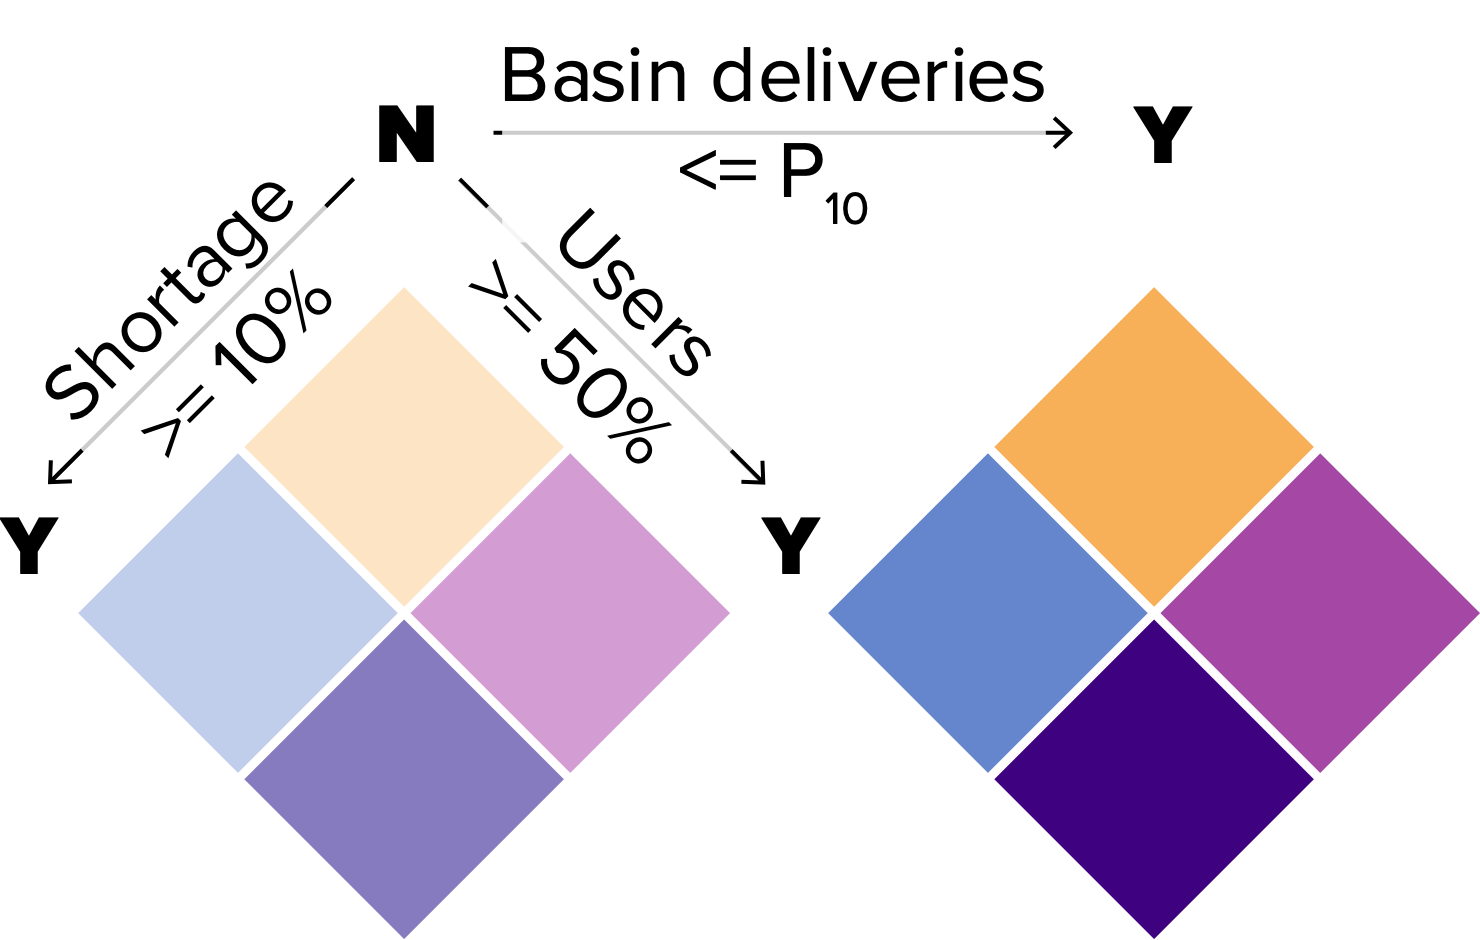 Basin deliveries
N
Y
<= P10
Shortage
>= 10%
Users
>= 50%
Y
Y